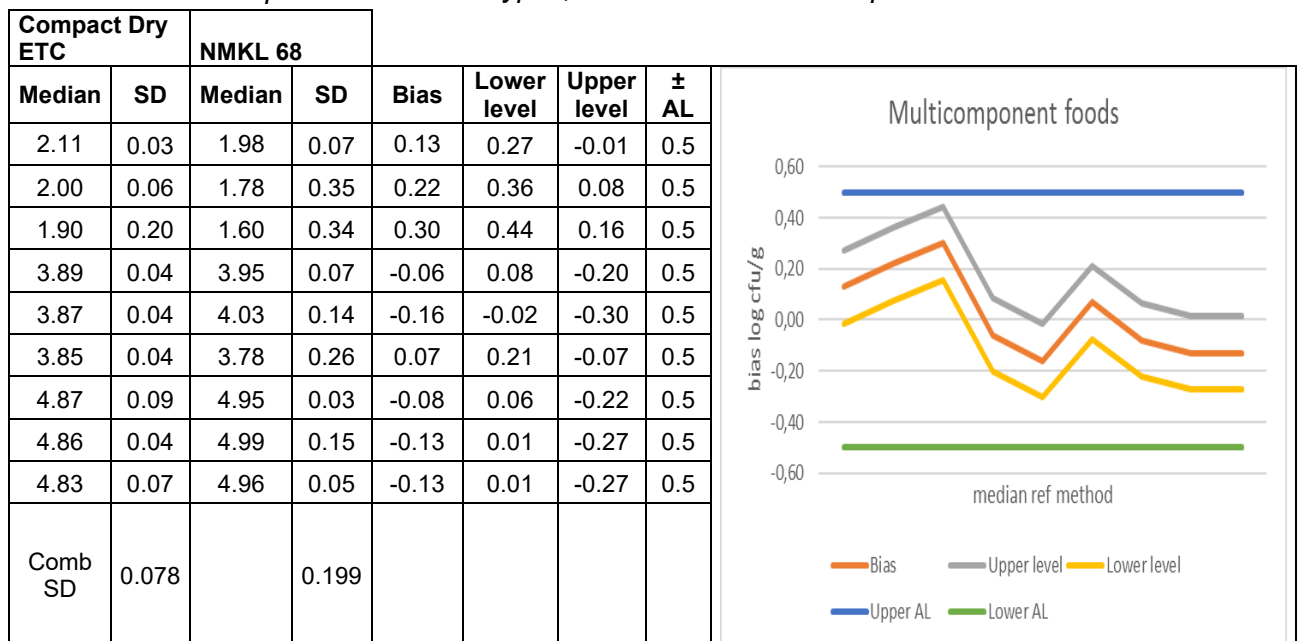 Compact Dry ETC NMKL 68
Median SD Median SD Bias Lower level Upper level ± AL
2.11 0.03 1.98 0.07 0.13 0.27 -0.01 0.5
2.00 0.06 1.78 0.35 0.22 0.36 0.08 0.5
1.90 0.20 1.60 0.34 0.30 0.44 0.16 0.5
3.89 0.04 3.95 0.07 -0.06 0.08 -0.20 0.5
3.87 0.04 4.03 0.14 -0.16 -0.02 -0.30 0.5
3.85 0.04 3.78 0.26 0.07 0.21 -0.07 0.5
4.87 0.09 4.95 0.03 -0.08 0.06 -0.22 0.5
4.86 0.04 4.99 0.15 -0.13 0.01 -0.27 0.5
4.83 0.07 4.96 0.05 -0.13 0.01 -0.27 0.5
Comb SD 0.078 0.199
Multicomponent foods
bias log cfu/g
0,60
0,40
0,20
0,00
-0,20
-0,40
-0,60
median ref method
Bias Upper level Lower level
Upper AL Lower AL